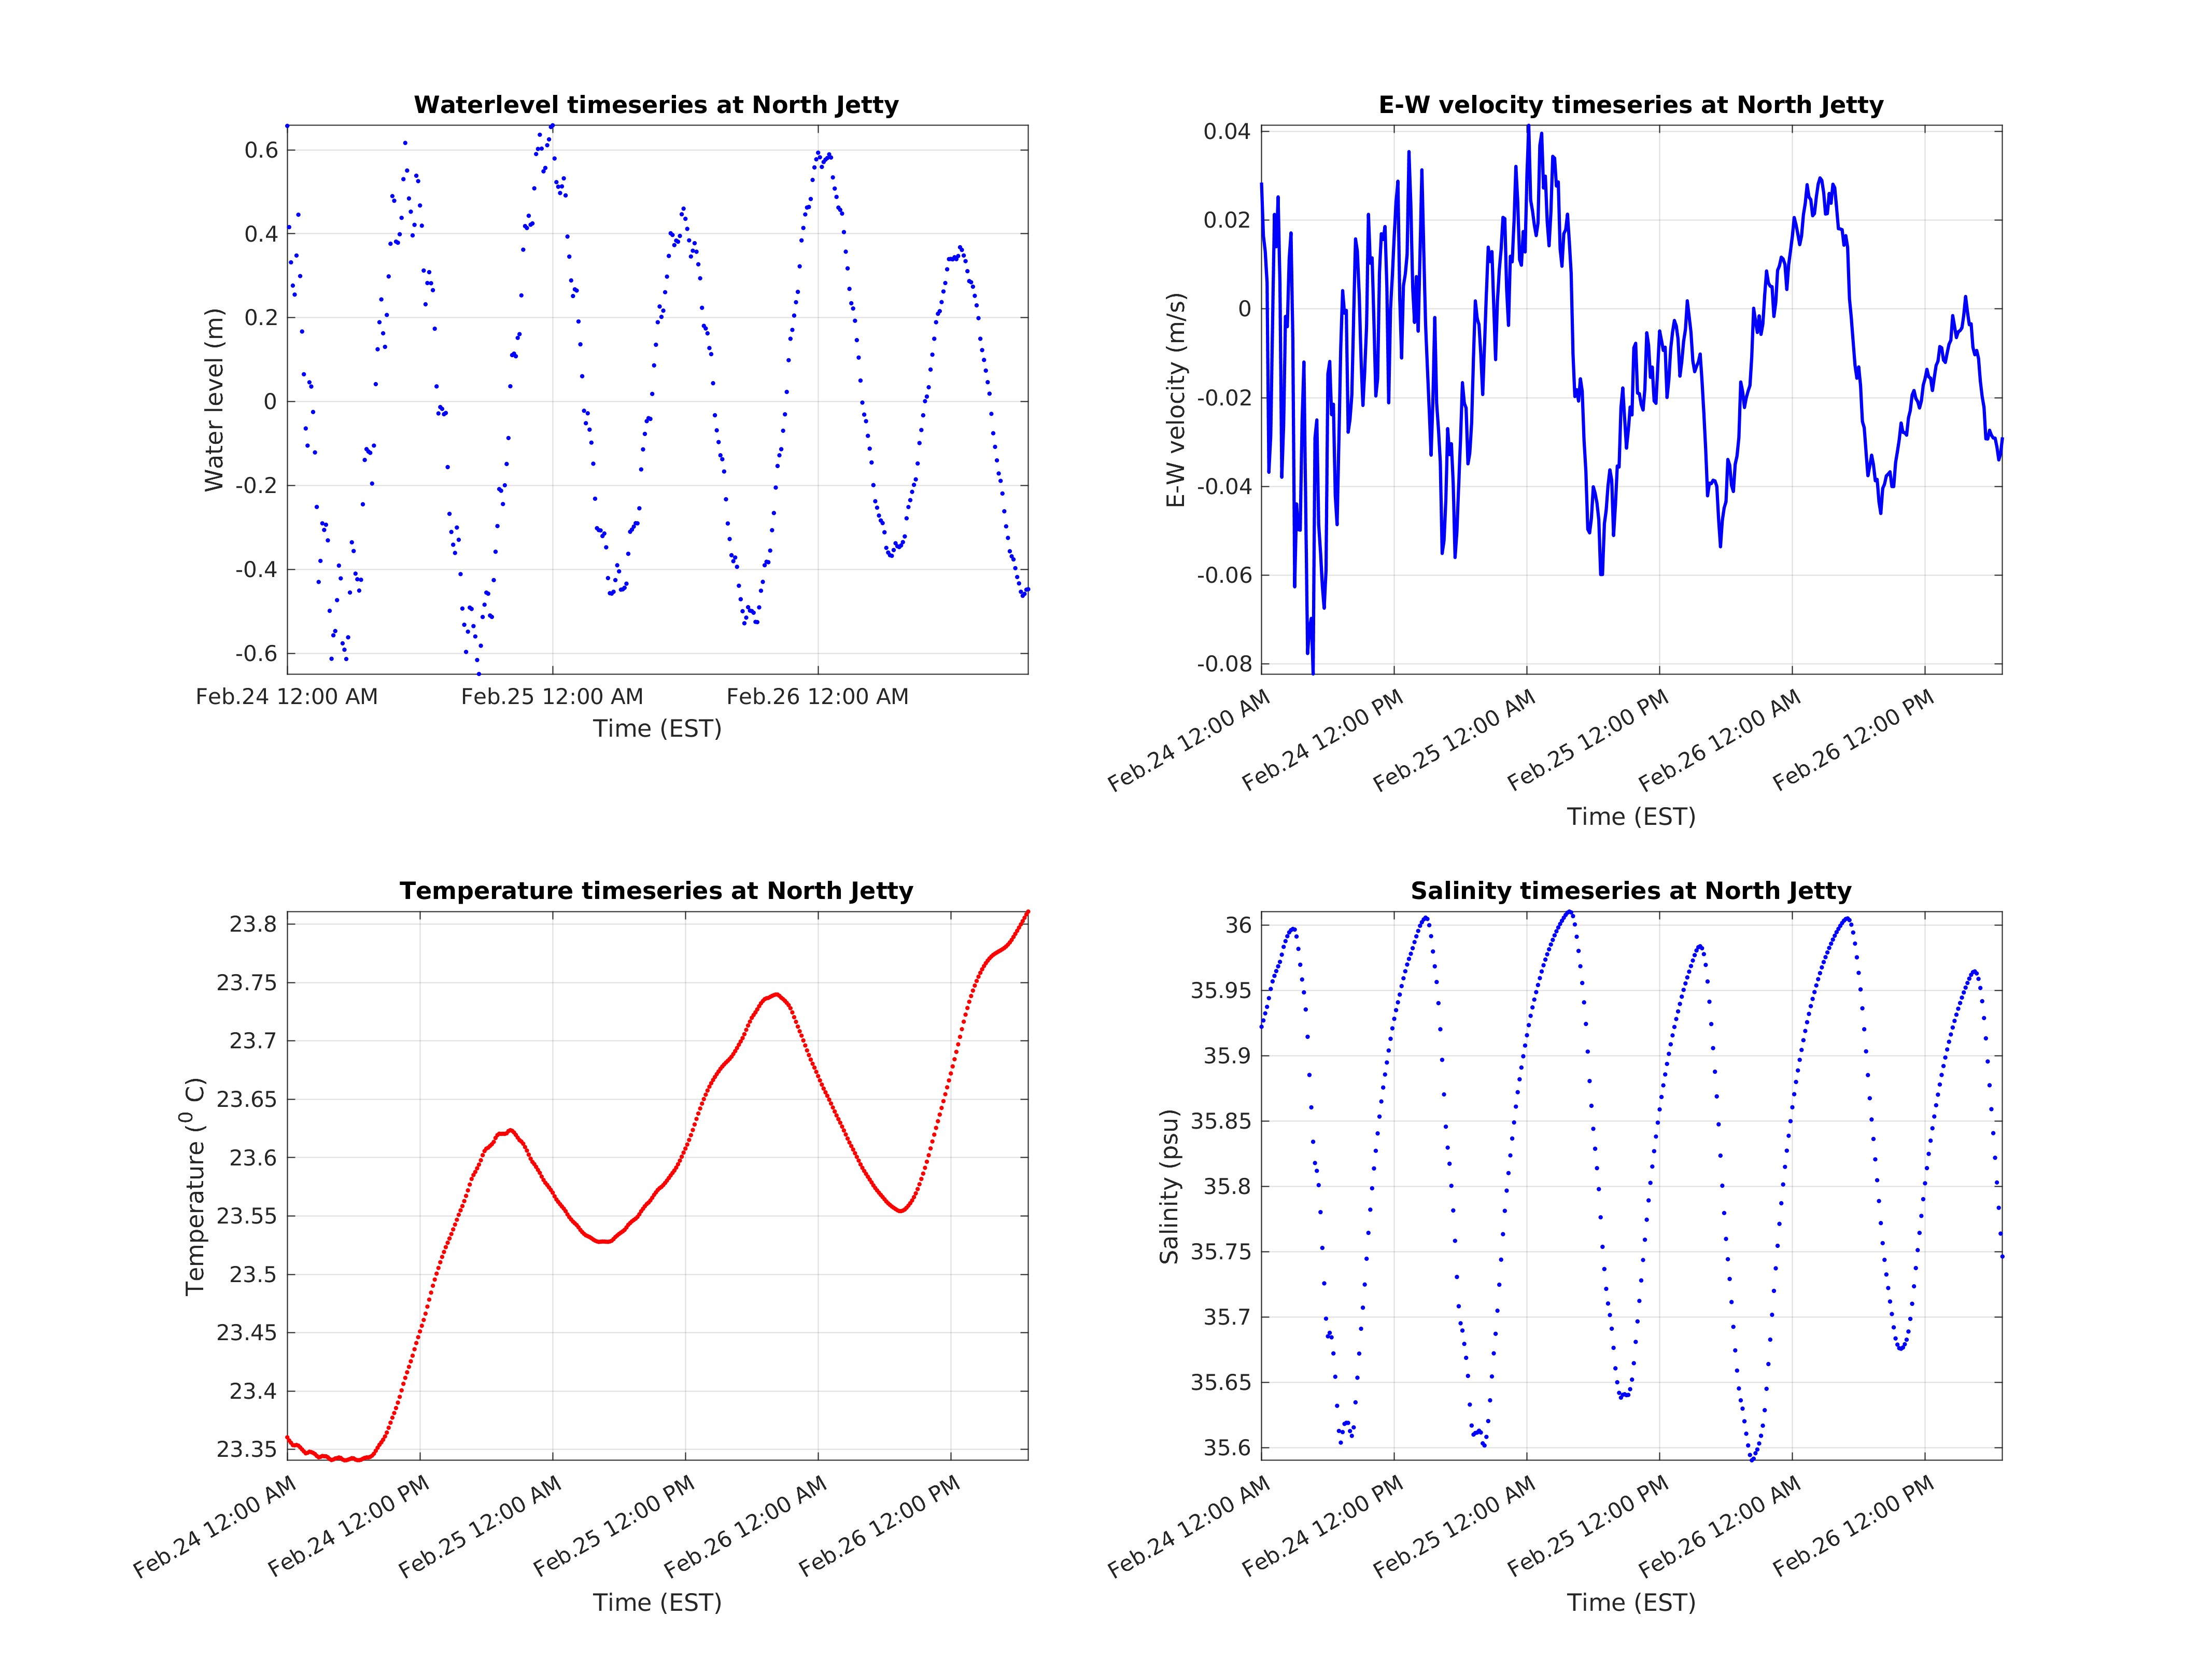 Waterlevel timeseries at North Jetty
0.6
0.4
0.2
0
-0.2
-0.4
-0.6
Water level (m)
Feb.24 12:00 AM
Feb.25 12:00 AM
Feb.26 12:00 AM
Time (EST)
E-W velocity timeseries at North Jetty
0.04
0.02
0
-0.02
-0.04
-0.06
-0.08
E-W velocity (m/s)
Feb.24 12:00 AM
Feb.24 12:00 PM
Feb.25 12:00 AM
Feb.25 12:00 PM
Feb.26 12:00 AM
Feb.26 12:00 PM
Time (EST)
Temperature timeseries at North Jetty
23.8
23.75
23.7
23.65
23.6
23.55
23.5
23.45
23.4
23.35
Temperature (⁰ C)
Feb.24 12:00 AM
Feb.24 12:00 PM
Feb.25 12:00 AM
Feb.25 12:00 PM
Feb.26 12:00 AM
Feb.26 12:00 PM
Time (EST)
Salinity timeseries at North Jetty
36
35.95
35.9
35.85
35.8
35.75
35.7
35.65
35.6
Salinity (psu)
Feb.24 12:00 AM
Feb.24 12:00 PM
Feb.25 12:00 AM
Feb.25 12:00 PM
Feb.26 12:00 AM
Feb.26 12:00 PM
Time (EST)